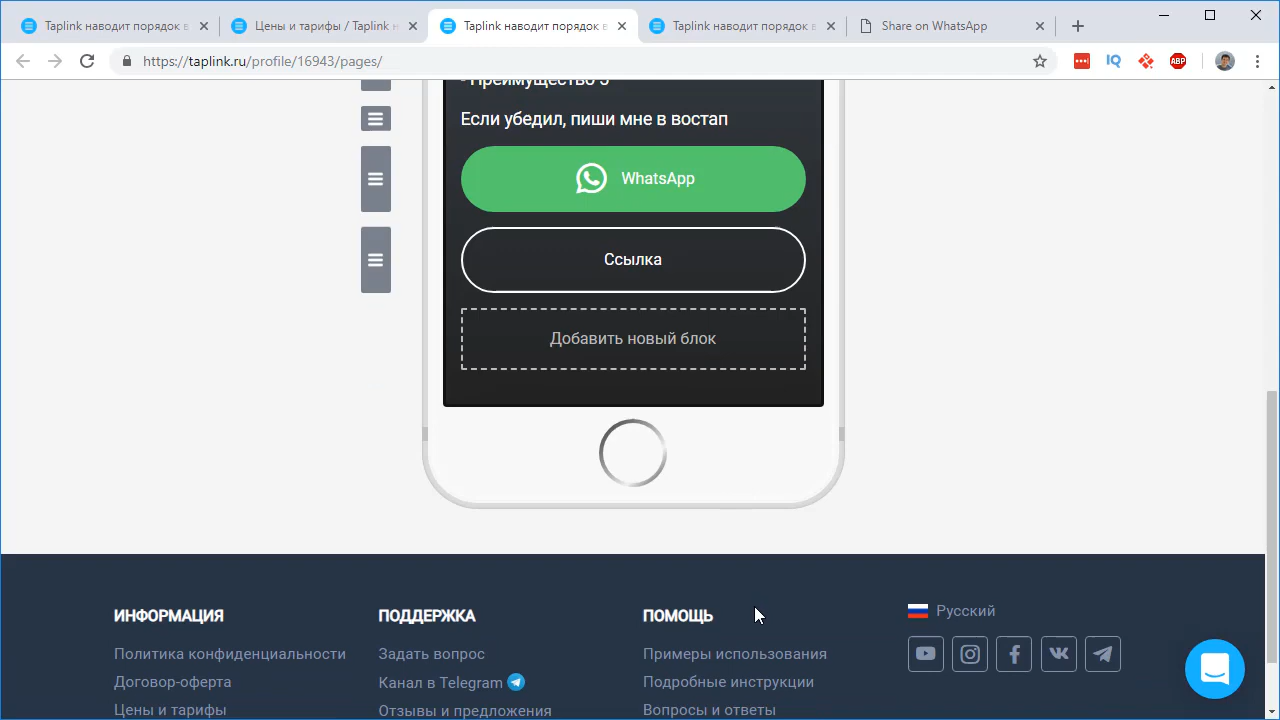 Taplink наводит порядок в
Цены и тарифы / Taplink н
Taplink наводит порядок в
Taplink наводит порядок в
Share on WhatsApp
https://taplink.ru/profile/16943/pages/
IQ
ABP
- Преимущество 3
Если убедил, пиши мне в востап
WhatsApp
Ссылка
Добавить новый блок
ИНФОРМАЦИЯ
Политика конфиденциальности
Договор-оферта
Цены и тарифы
ПОДДЕРЖКА
Задать вопрос
Канал в Telegram
Отзывы и предложения
ПОМОЩЬ
Примеры использования
Подробные инструкции
Вопросы и ответы
Русский